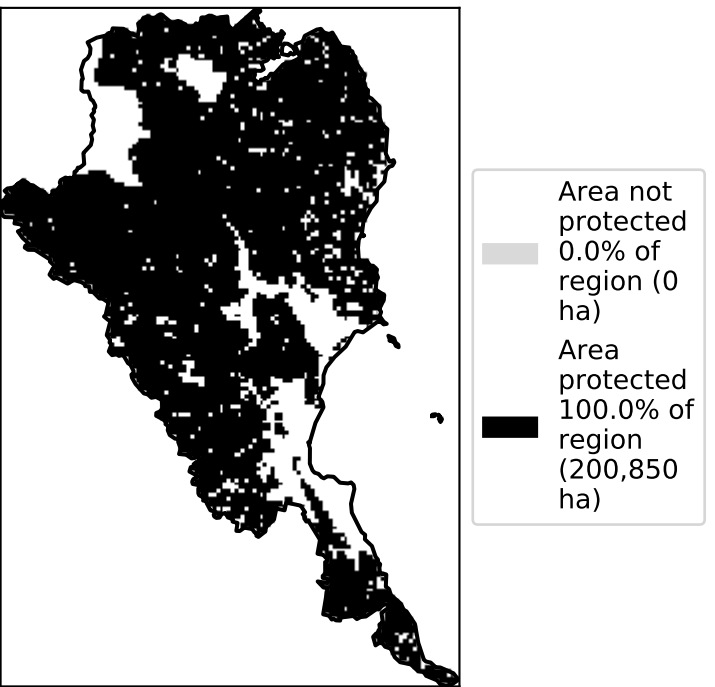 Area not
protected
0.0% of
region (0
ha)
Area
protected
100.0% of
region
(200,850
ha)